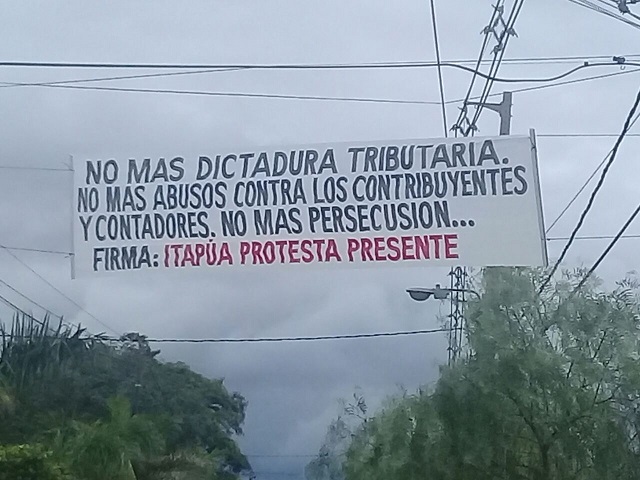 NO MAS DICTADURA TRIBUTARIA.
NO MAS ABUSOS CONTRA LOS CONTRIBUYENTES
Y CONTADORES. NO MAS PERSECUSION...
FIRMA: ITAPÚA PROTESTA PRESENTE